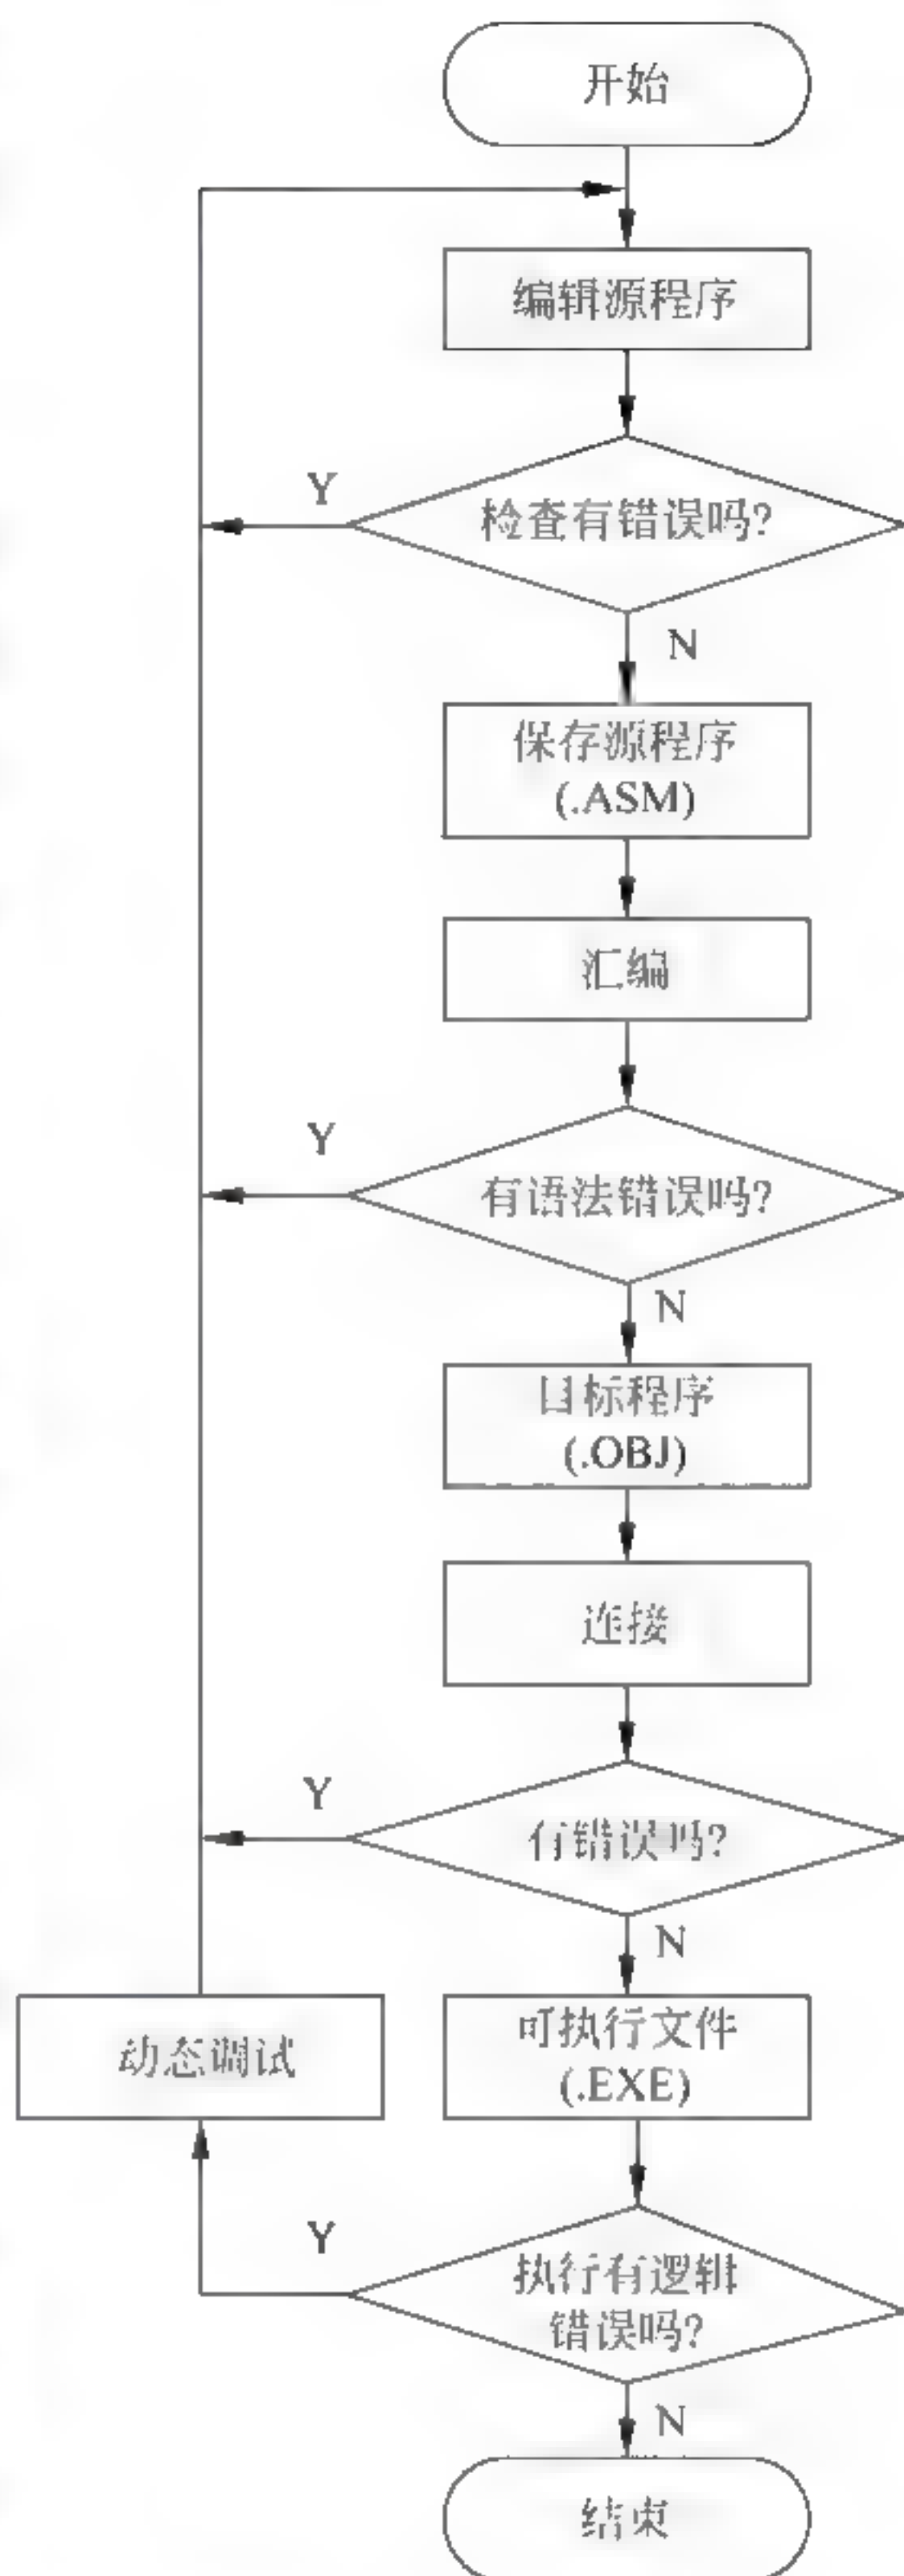 开始
编辑源程序
Y
检查有错误吗?
N
保存源程序
(.ASM)
汇编
Y
有语法错误吗?
N
目标程序
(.OBJ)
连接
Y
有错误吗?
N
动态调试
可执行文件
(.EXE)
Y
执行有逻辑
错误吗?
N
结束